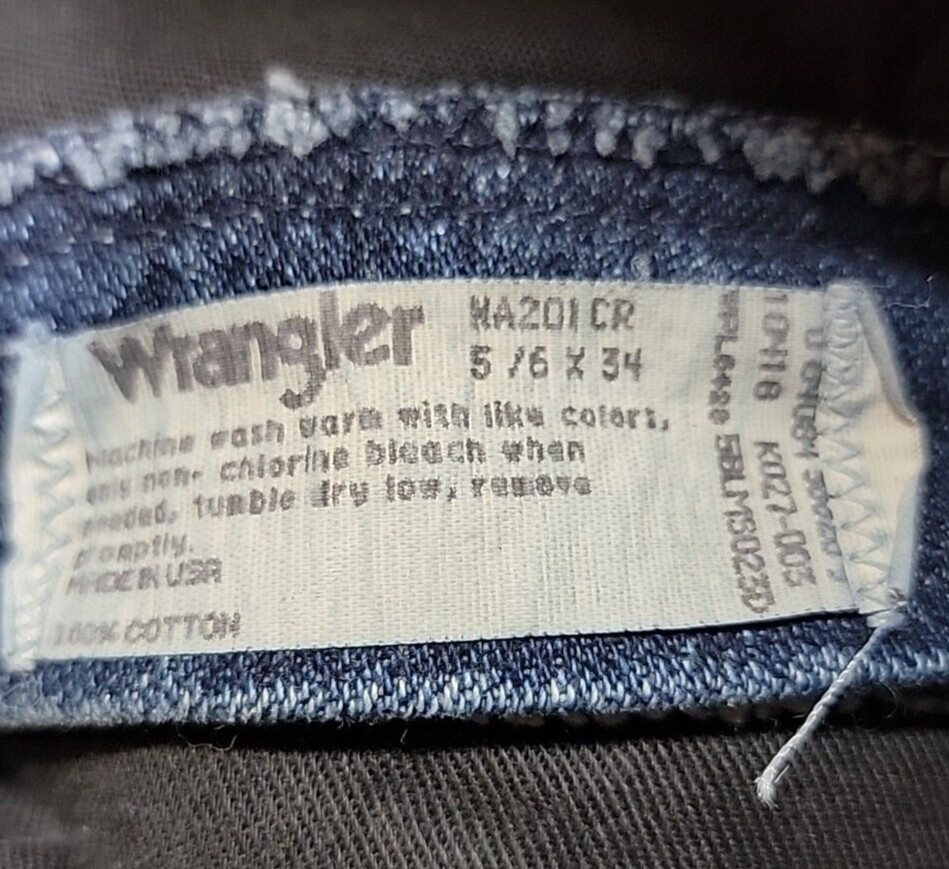 Wrangler
WA201CR
5/6 X 34
Machine wash warm with like colors,
only non- chlorine bleach when
needed, tumble dry low, remove
promptly.
MADE IN USA
100% COTTON
10H18 K027-005